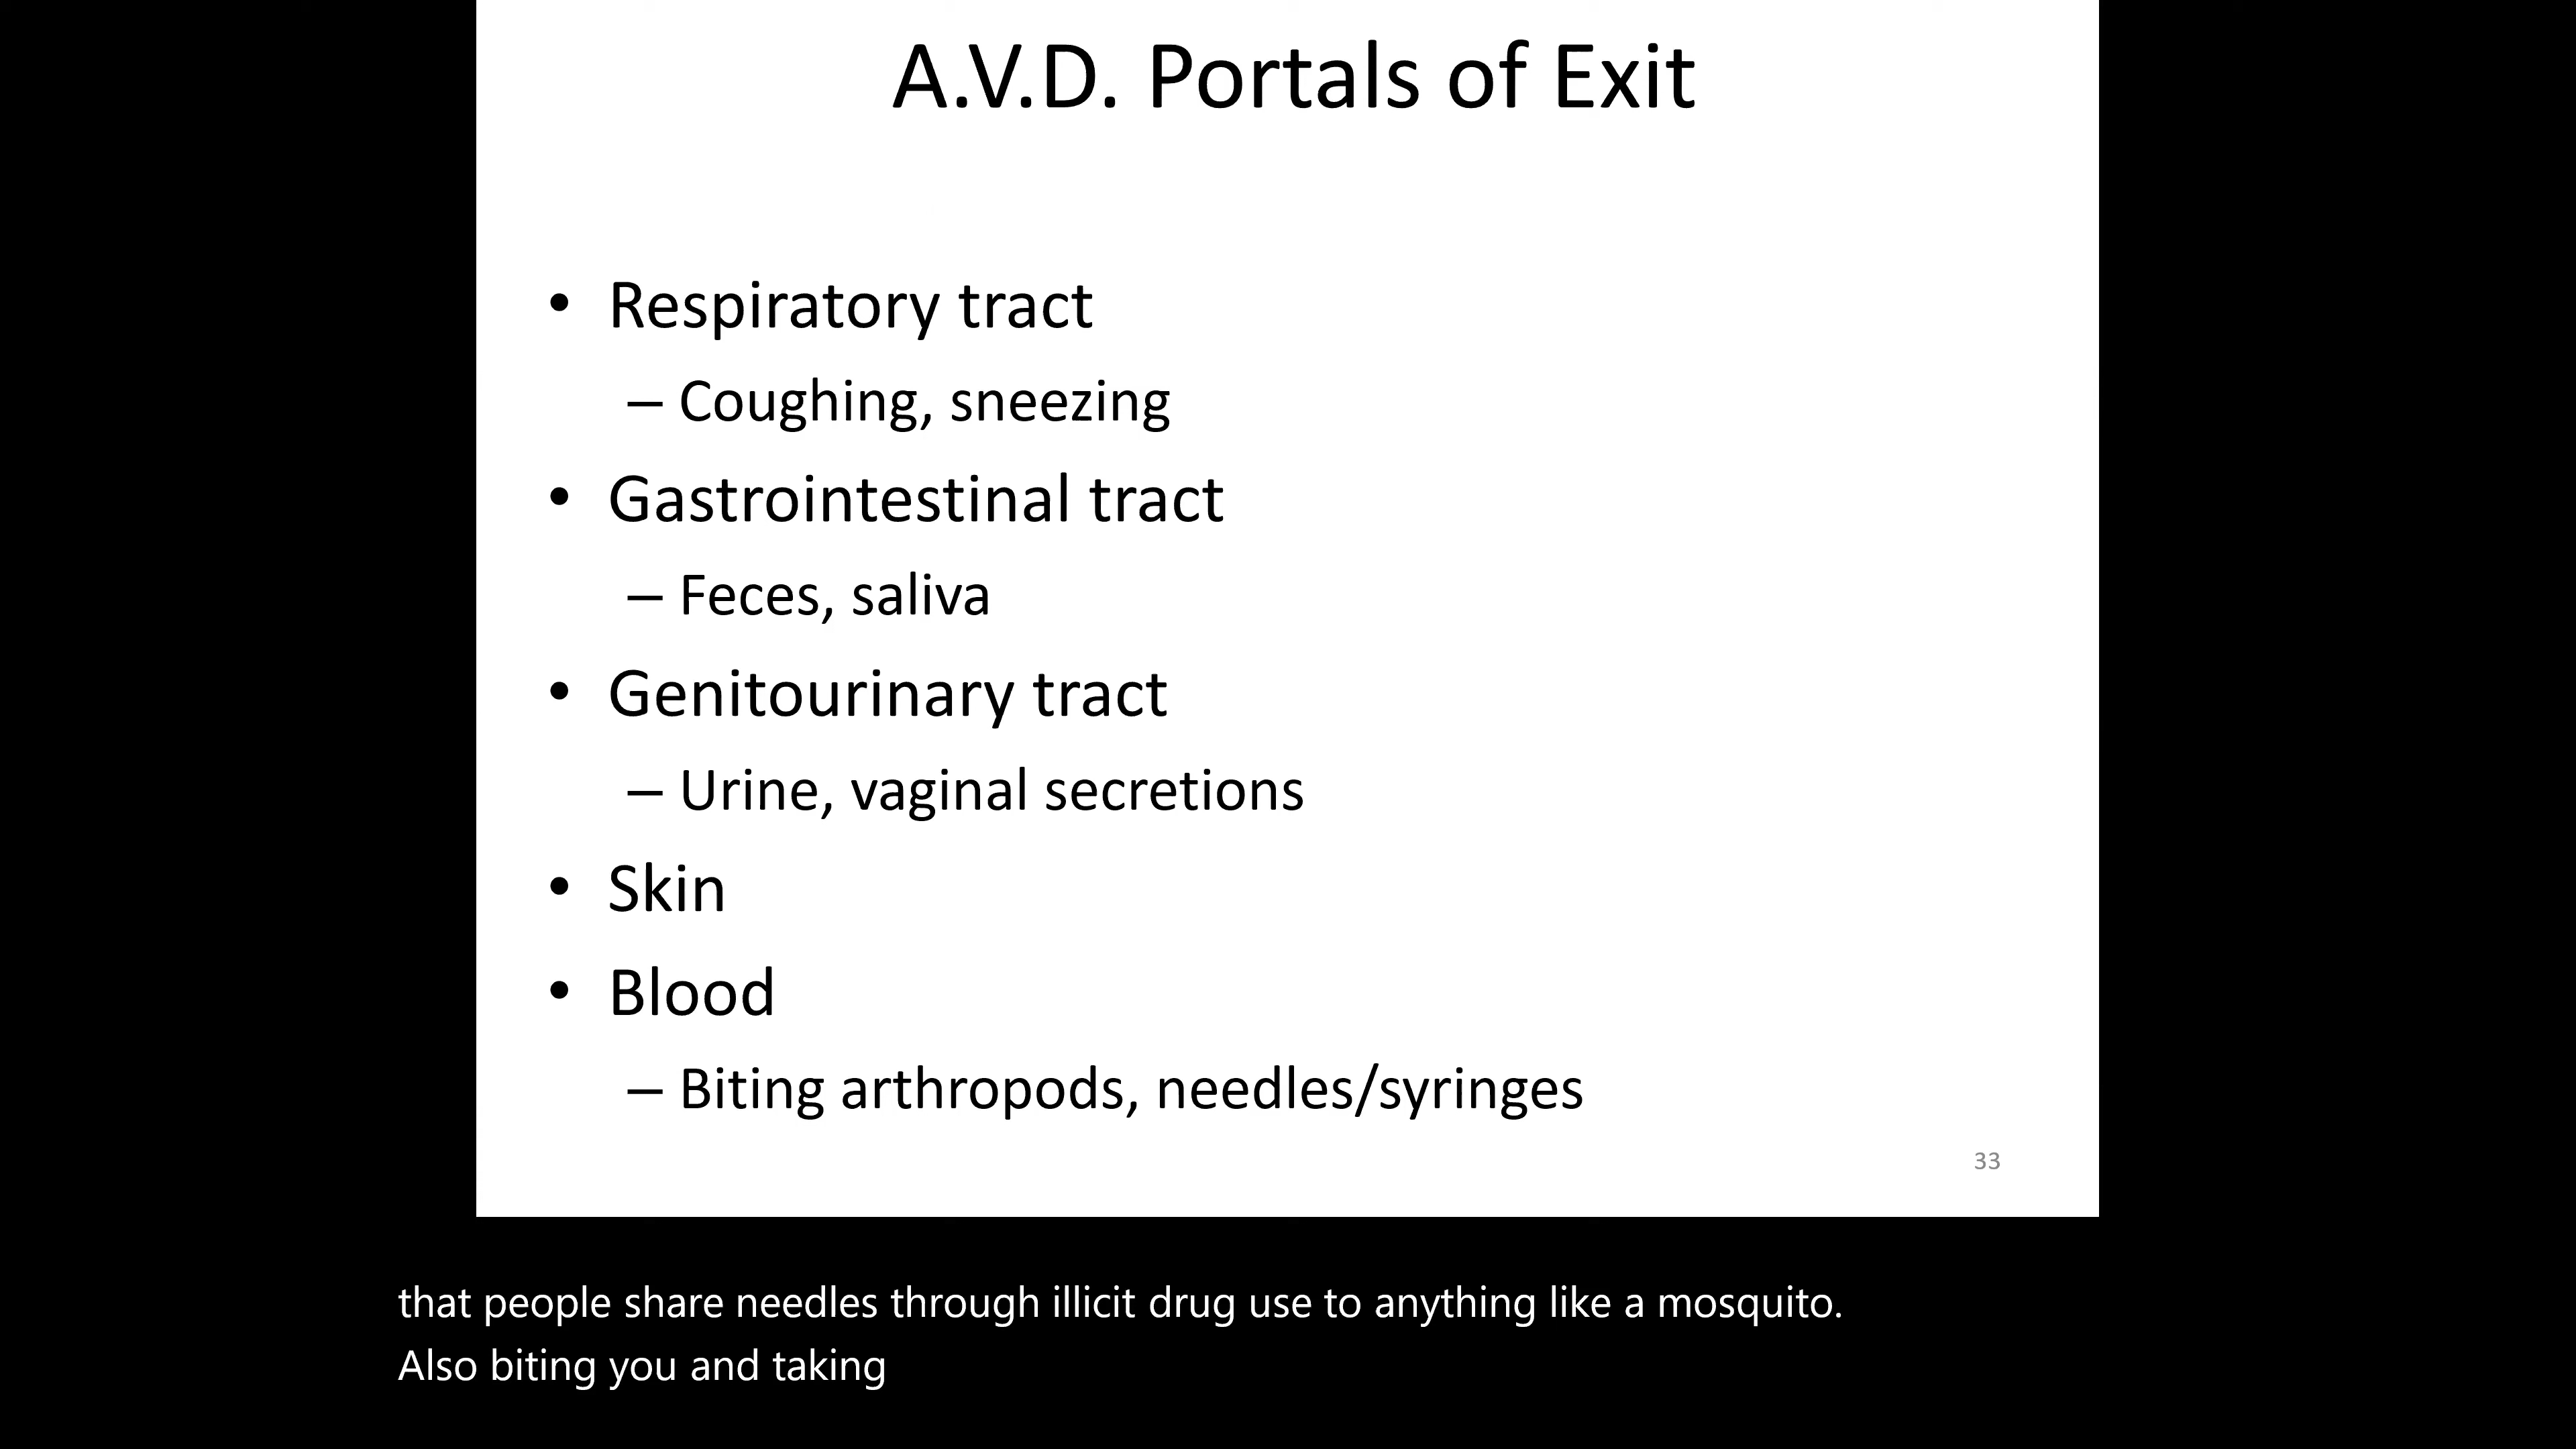 A.V.D. Portals of Exit
• Respiratory tract
– Coughing, sneezing
• Gastrointestinal tract
– Feces, saliva
• Genitourinary tract
– Urine, vaginal secretions
• Skin
• Blood
– Biting arthropods, needles/syringes
33
that people share needles through illicit drug use to anything like a mosquito.
Also biting you and taking